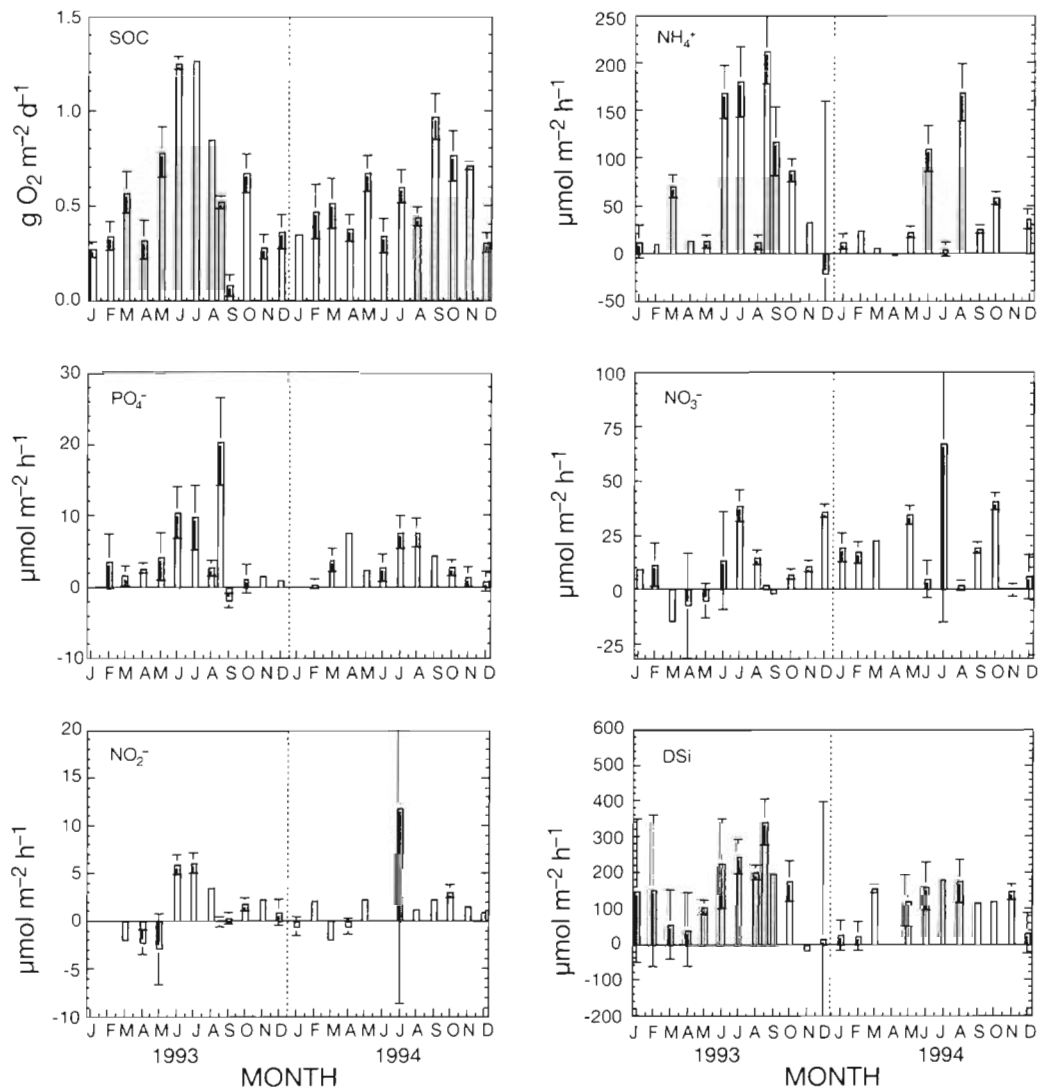 SOC
1.5
1.0
0.5
0.0
g O₂ m⁻² d⁻¹
J F M A M J J A S O N D J F M A M J J A S O N D
NH₄⁺
250
200
150
100
50
0
-50
µmol m⁻² h⁻¹
J F M A M J J A S O N D J F M A M J J A S O N D
PO₄⁻
30
20
10
0
-10
µmol m⁻² h⁻¹
J F M A M J J A S O N D J F M A M J J A S O N D
NO₃⁻
100
75
50
25
0
-25
µmol m⁻² h⁻¹
J F M A M J J A S O N D J F M A M J J A S O N D
NO₂⁻
20
15
10
5
0
-5
-10
µmol m⁻² h⁻¹
J F M A M J J A S O N D J F M A M J J A S O N D
1993 1994
MONTH
DSi
600
500
400
300
200
100
0
-100
-200
µmol m⁻² h⁻¹
J F M A M J J A S O N D J F M A M J J A S O N D
1993 1994
MONTH